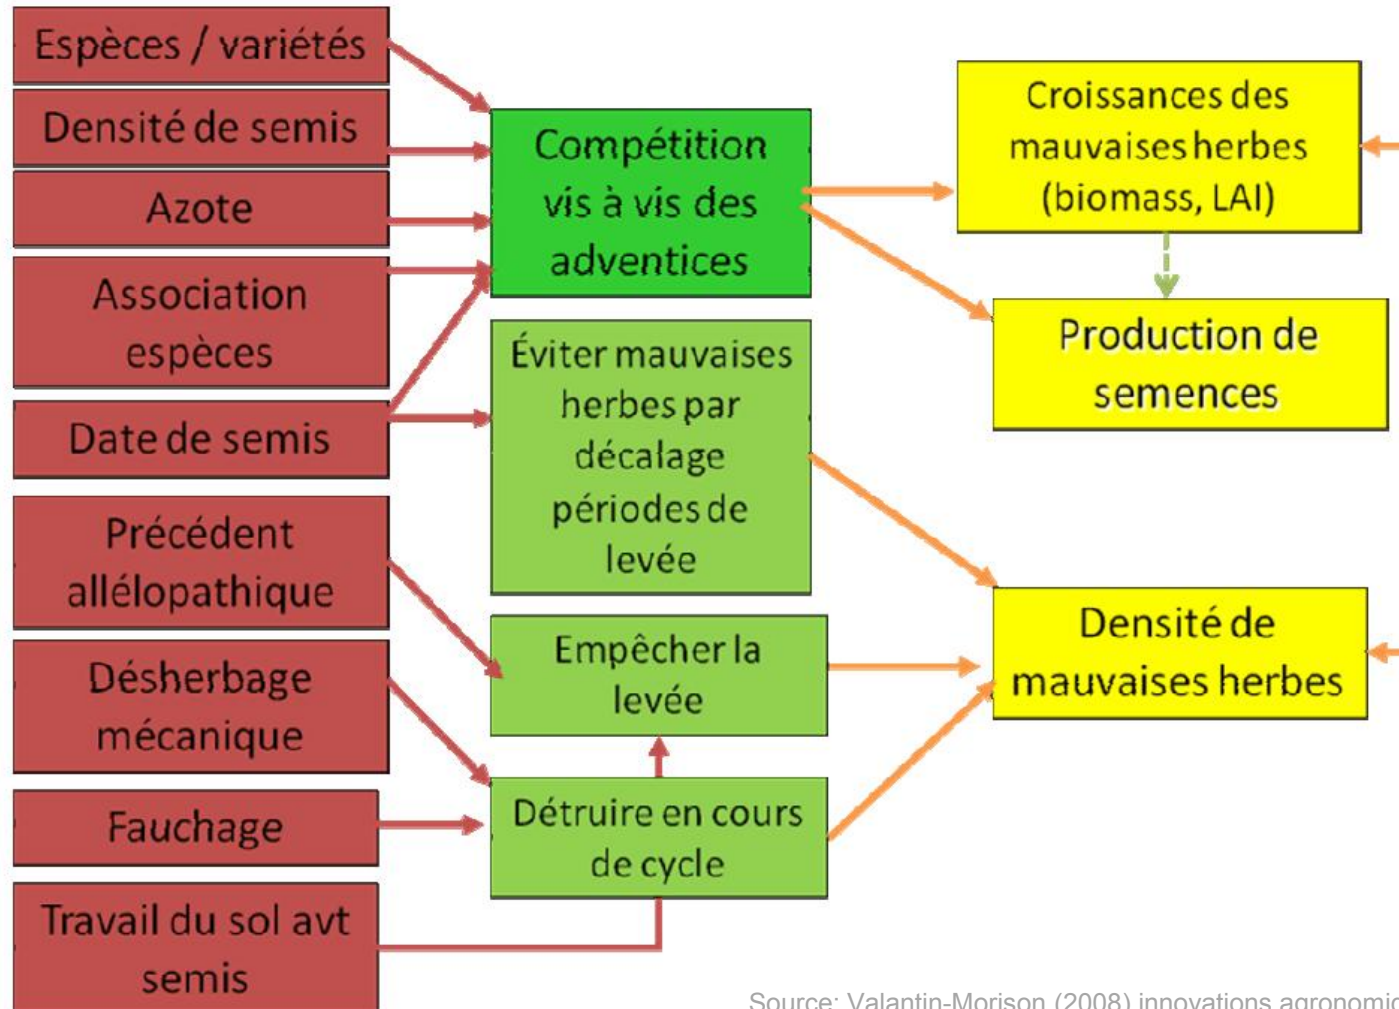 Espèces / variétés
Densité de semis
Azote
Association
espèces
Date de semis
Précédent
allélopathique
Désherbage
mécanique
Fauchage
Travail du sol avt
semis
Compétition
vis à vis des
adventices
Éviter mauvaises
herbes par
décalage
périodes de
levée
Empêcher la
levée
Détruire en cours
de cycle
Croissances des
mauvaises herbes
(biomass, LAI)
Production de
semences
Densité de
mauvaises herbes
Source: Valantin-Morison (2008) innovations agronomiq